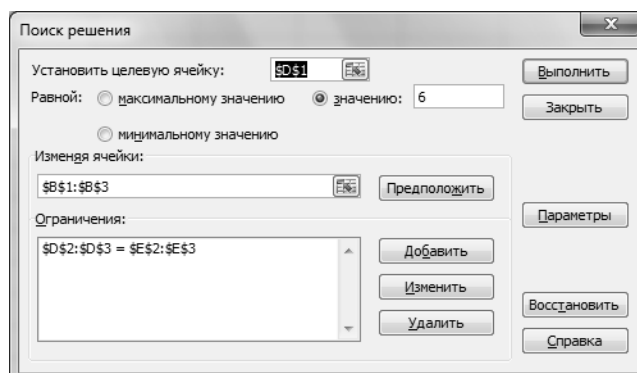 Поиск решения
Установить целевую ячейку: $D$1
Выполнить
Равной: максимальному значению значению: 6
Закрыть
минимальному значению
Изменяя ячейки:
$B$1:$B$3
Предположить
Параметры
Ограничения:
$D$2:$D$3 = $E$2:$E$3
Добавить
Изменить
Удалить
Восстановить
Справка